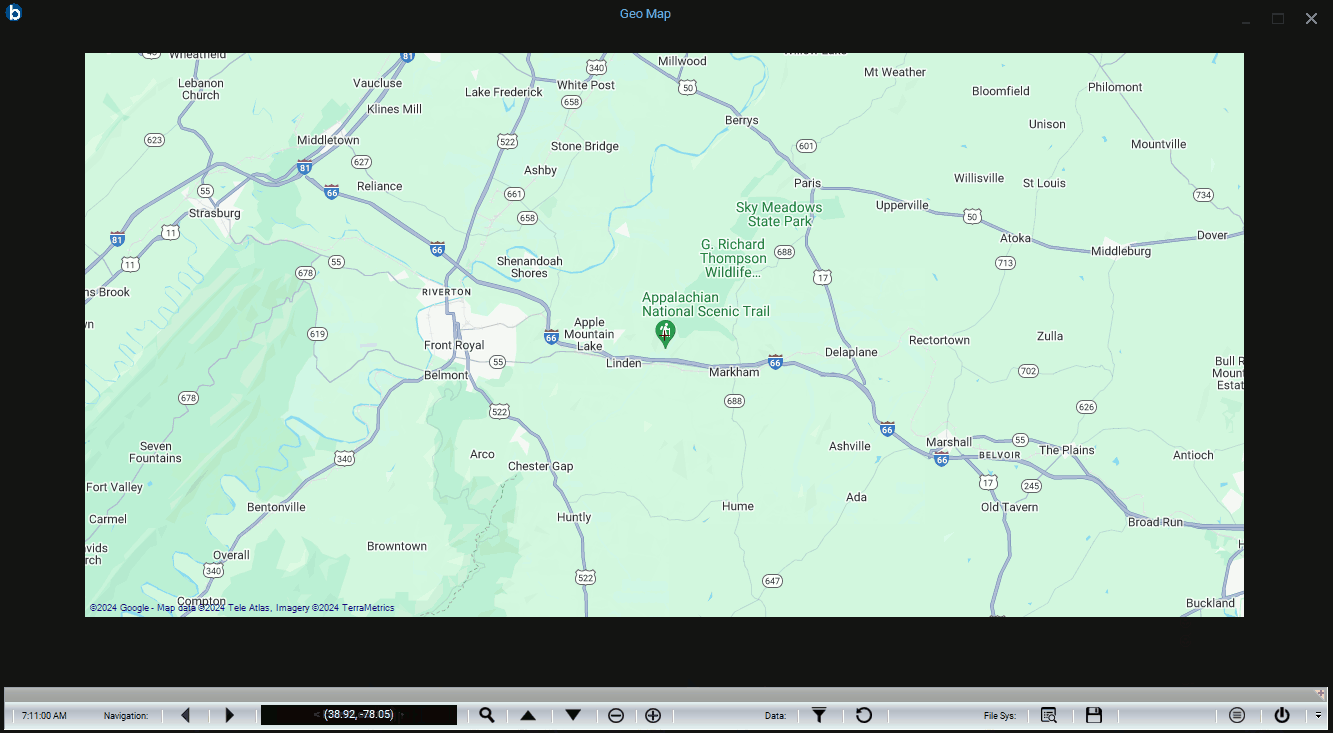 b
Geo Map
Wheatfield
81
Millwood
340
Lebanon
Church
Vaucluse
Lake Frederick
White Post
50
Mt Weather
Bloomfield
Philomont
658
Klines Mill
Berrys
Unison
623
Middletown
522
Stone Bridge
601
Mountville
81
627
Ashby
66
Reliance
661
Paris
Willisville
St Louis
55
734
Strasburg
658
Sky Meadows
State Park
Upperville
50
11
81
66
G. Richard
Thompson
Wildlife...
688
Atoka
Dover
Middleburg
11
55
678
Shenandoah
Shores
17
713
ns Brook
RIVERTON
Appalachian
National Scenic Trail
wn
619
66
Apple
Mountain
Lake
Zulla
Rectortown
Front Royal
55
Linden
Markham
66
Delaplane
702
Bull R
Mount
Estat
Belmont
678
522
688
626
66
Seven
Fountains
340
Arco
Chester Gap
Ashville
Marshall
66
55
BELVOIR
The Plains
Antioch
Fort Valley
17
245
Carmel
Bentonville
Huntly
Hume
Ada
Old Tavern
Broad Run
vids
rch
Overall
Browntown
340
522
647
Compton
Buckland
©2024 Google - Map data ©2024 Tele Atlas, Imagery ©2024 TerraMetrics
7:11:00 AM Navigation: (38.92,-78.05) Data: File Sys: